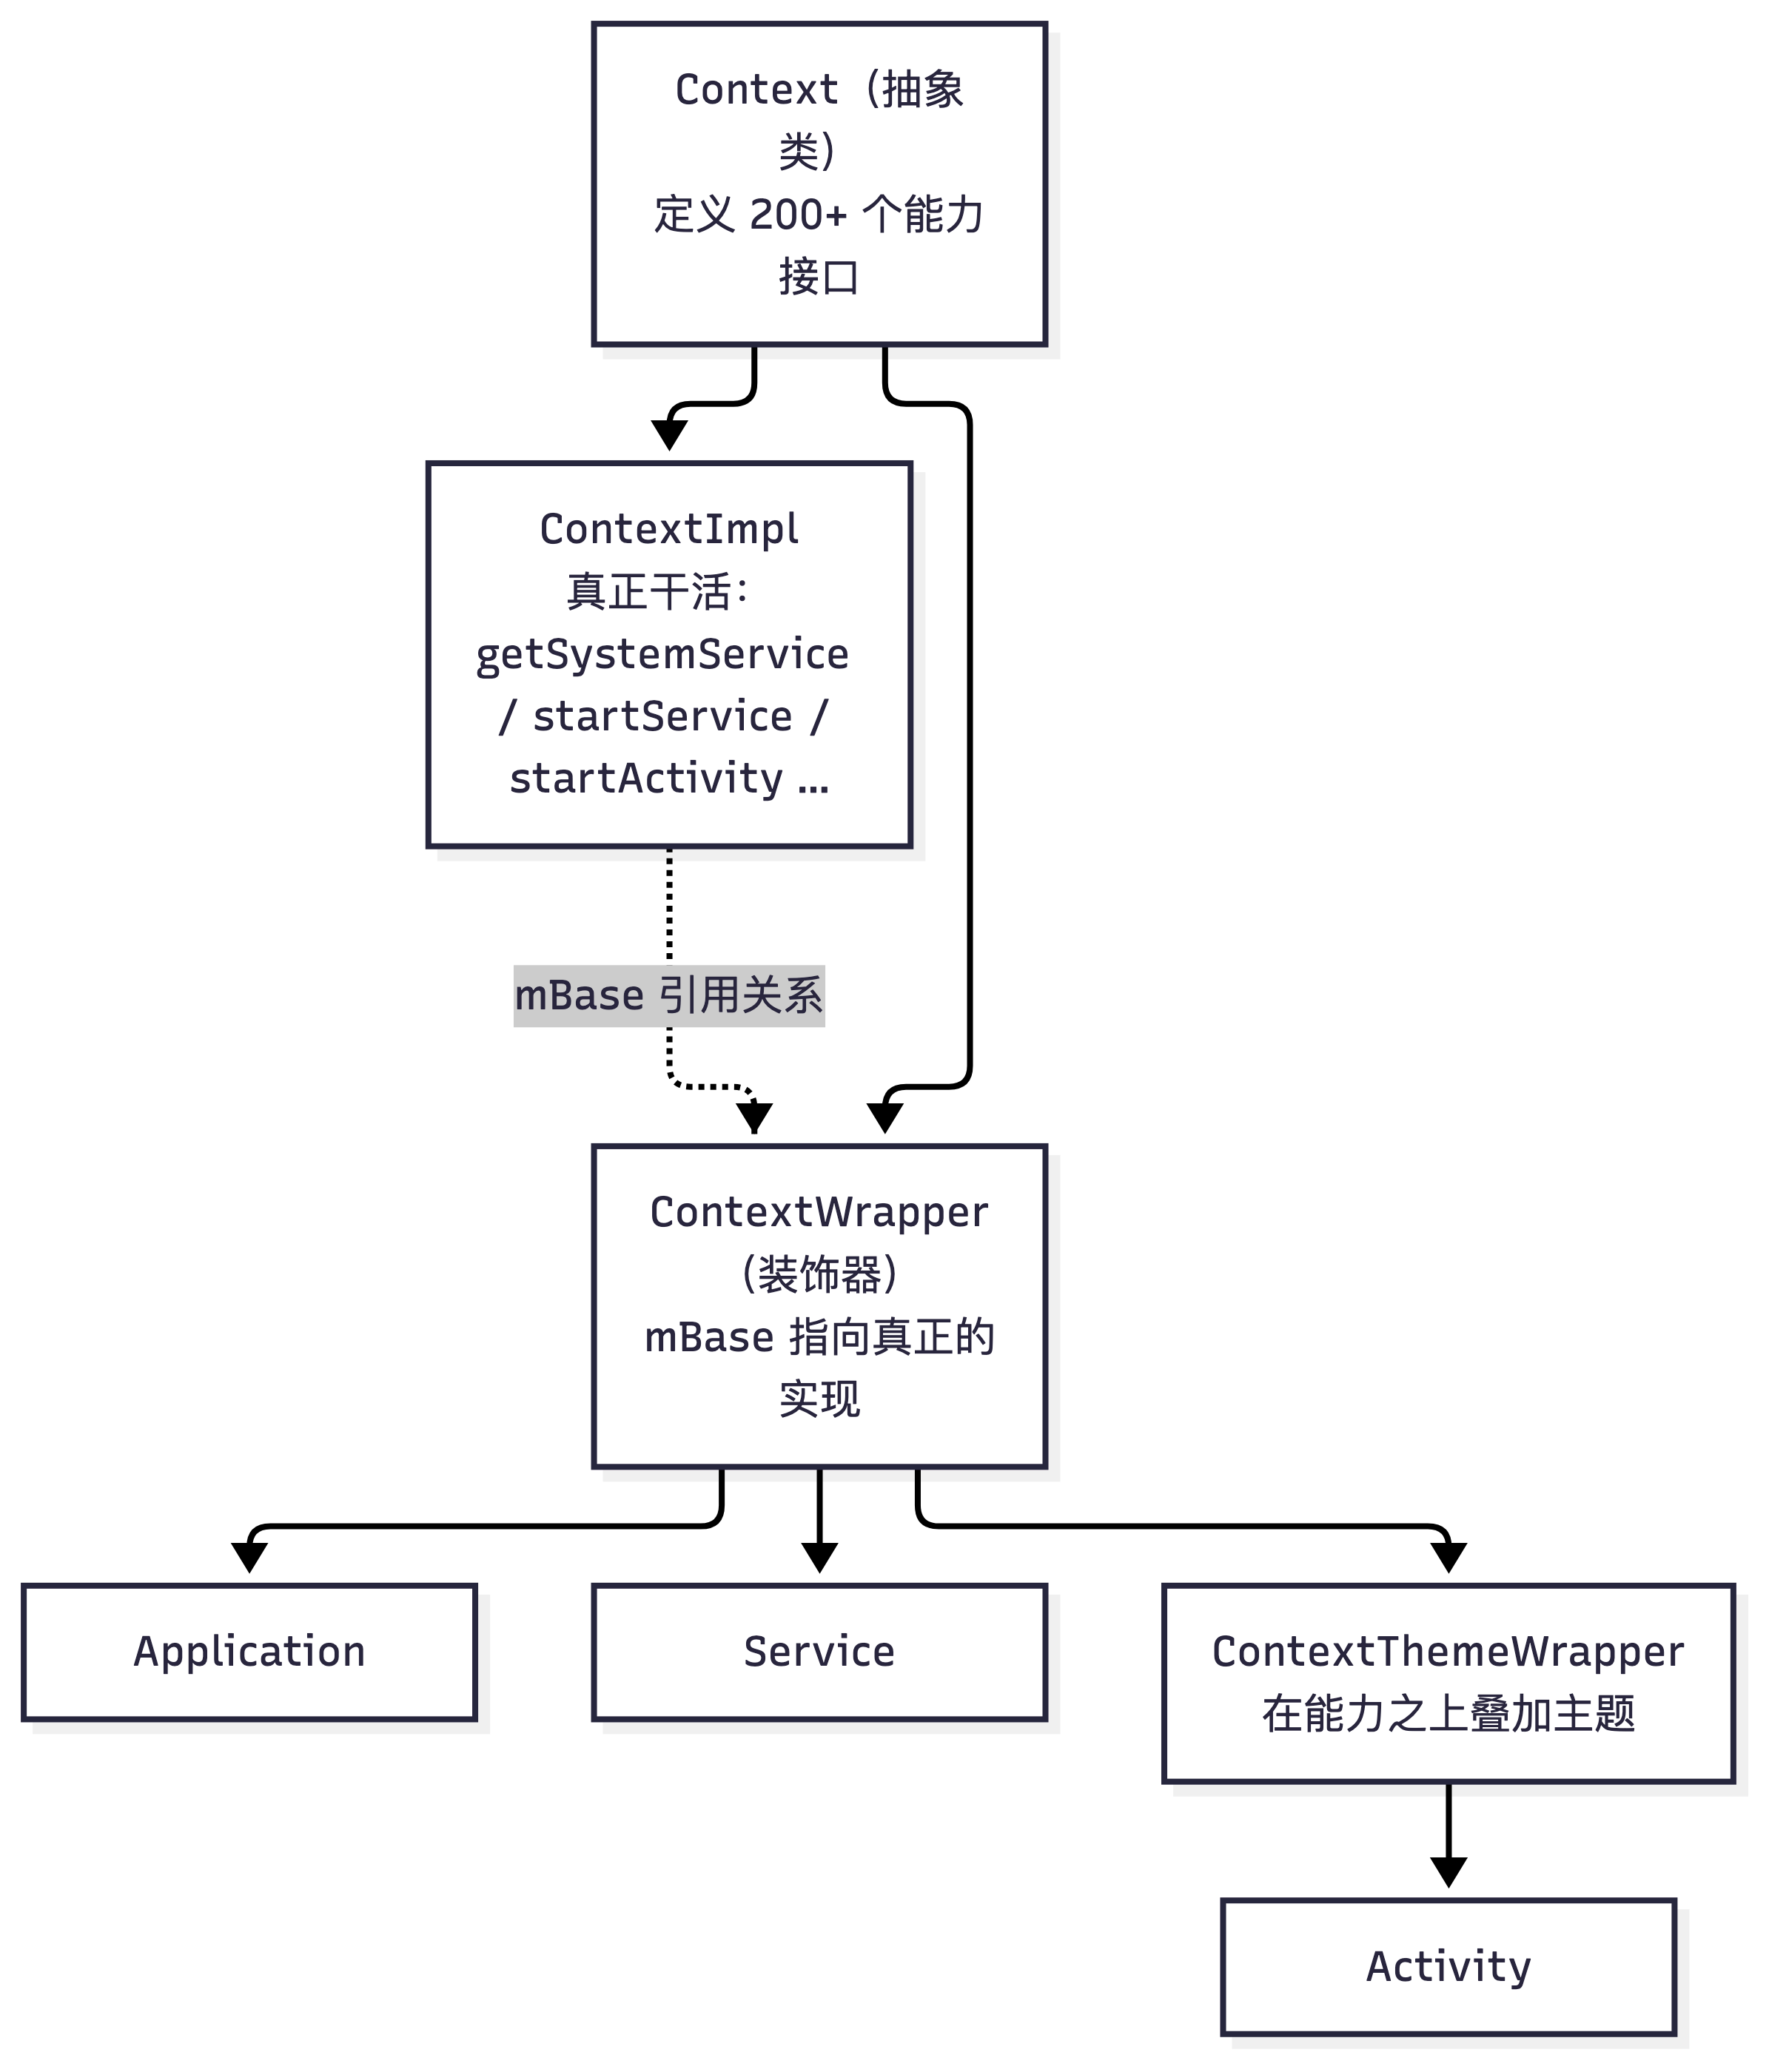 Context（抽象
类）
定义 200+ 个能力
接口
ContextImpl
真正干活：
getSystemService
/ startService /
startActivity ...
mBase 引用关系
ContextWrapper
（装饰器）
mBase 指向真正的
实现
Application
Service
ContextThemeWrapper
在能力之上叠加主题
Activity